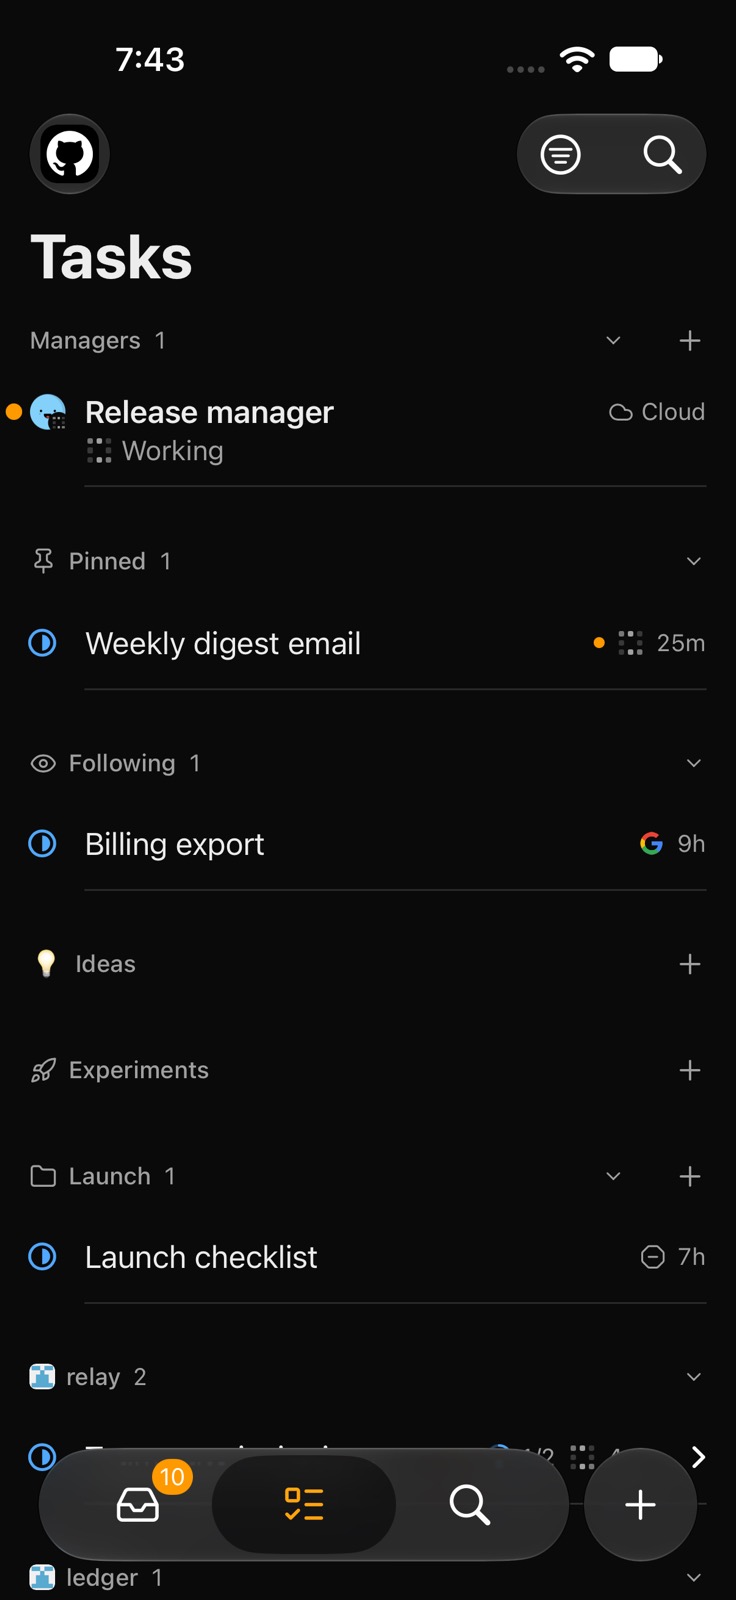 7:43
Tasks
Managers 1
Release manager Cloud
Working
Pinned 1
Weekly digest email 25m
Following 1
Billing export 9h
Ideas
Experiments
Launch 1
Launch checklist 7h
relay 2
10
ledger 1